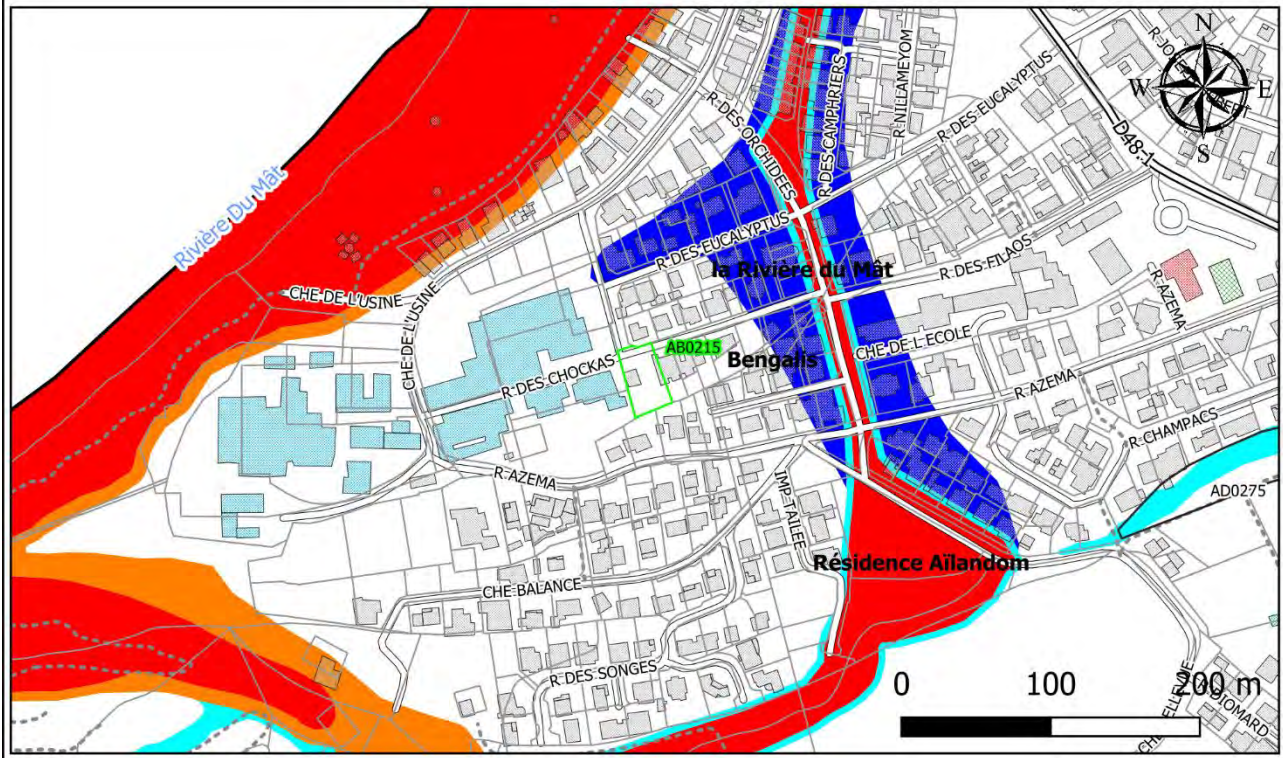 N
W
E
S
R JO
D48.1
R DES EUCALYPTUS
R NILLAMEYOM
R DES CAMPHRIERS
R DES ORCHIDEES
Rivière Du Mât
R DES EUCALYPTUS
la Rivière du Mât
R DES FILAOS
R AZEMA
CHE DE L'USINE
CHE DE L'USINE
AB0215
Bengalis
CHE DE L ECOLE
R DES CHOCKAS
R AZEMA
R CHAMPACS
R AZEMA
IMP TAILEE
AD0275
Résidence Aïlandom
CHE BALANCE
R DES SONGES
0 100 200 m